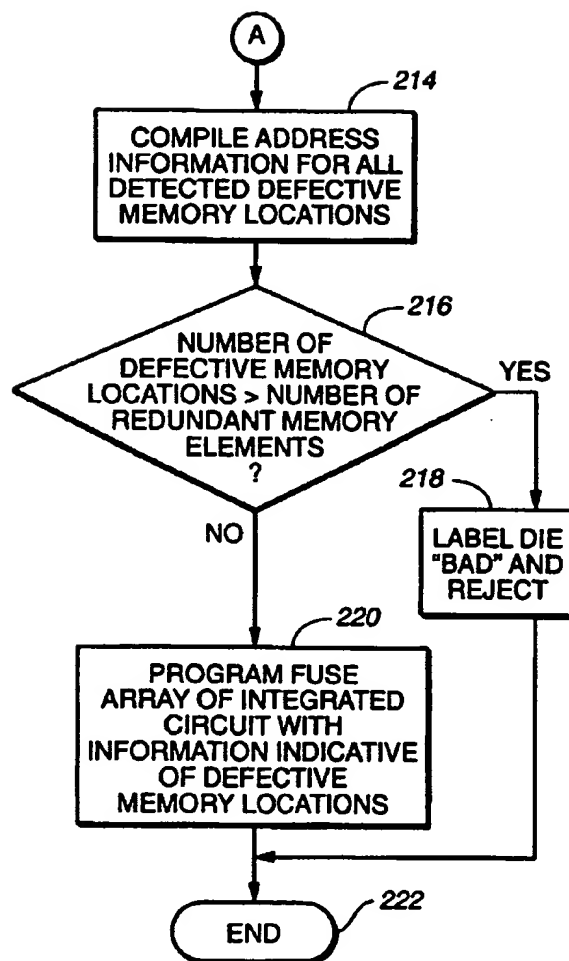 A
214
COMPILE ADDRESS
INFORMATION FOR ALL
DETECTED DEFECTIVE
MEMORY LOCATIONS
216
NUMBER OF
DEFECTIVE MEMORY
LOCATIONS > NUMBER OF
REDUNDANT MEMORY
ELEMENTS
?
YES
218
LABEL DIE
"BAD" AND
REJECT
NO
220
PROGRAM FUSE
ARRAY OF INTEGRATED
CIRCUIT WITH
INFORMATION INDICATIVE
OF DEFECTIVE
MEMORY LOCATIONS
222
END